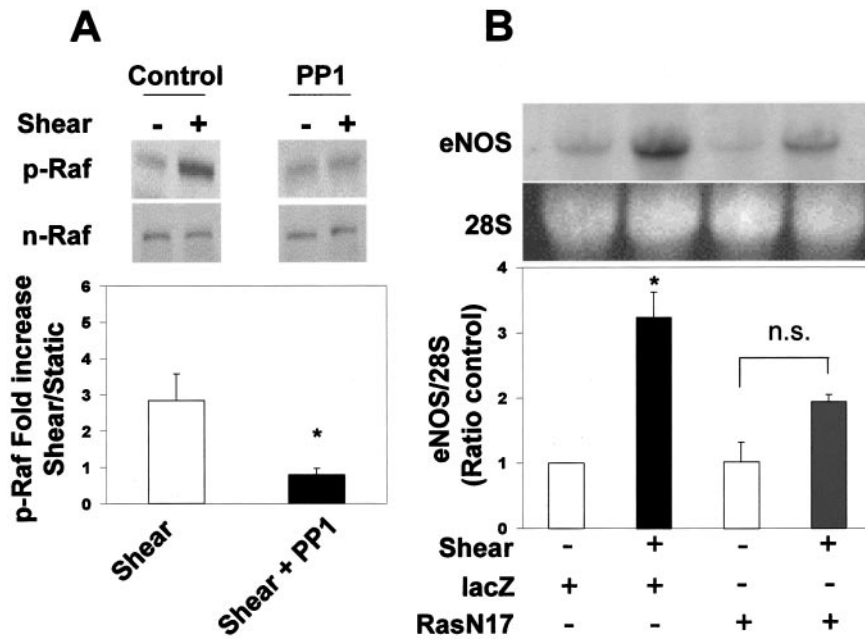 A
Control PP1
Shear - + - +
p-Raf
n-Raf
p-Raf Fold increase
Shear/Static
6
5
4
3
2
1
0
*
Shear
Shear + PP1
B
eNOS
28S
eNOS/28S
(Ratio control)
4
3
2
1
0
*
n.s.
Shear - + - +
lacZ + + - -
RasN17 - - + +